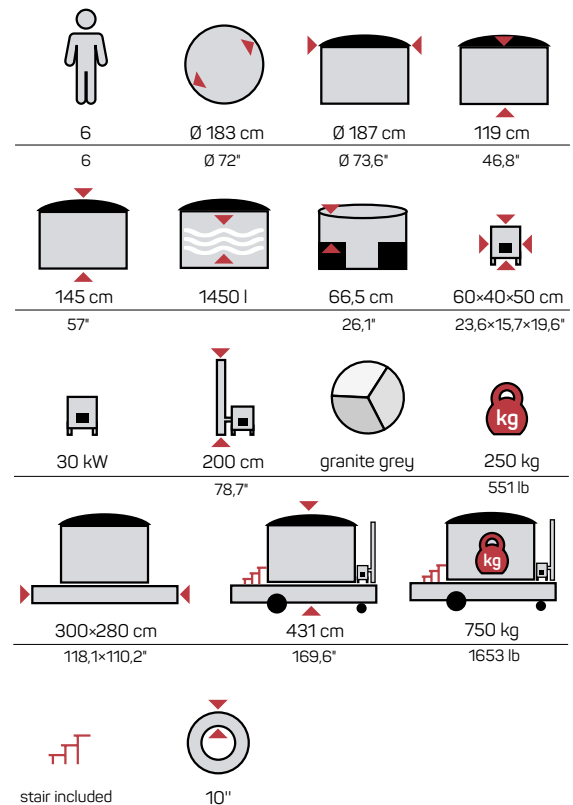 6 Ø 183 cm Ø 187 cm 119 cm
6 Ø 72" Ø 73,6" 46,8"
145 cm 1450 l 66,5 cm 60×40×50 cm
57" 26,1" 23,6×15,7×19,6"
kg
30 kW 200 cm granite grey 250 kg
78,7" 551 lb
kg
300×280 cm 431 cm 750 kg
118,1×110,2" 169,6" 1653 lb
stair included 10"